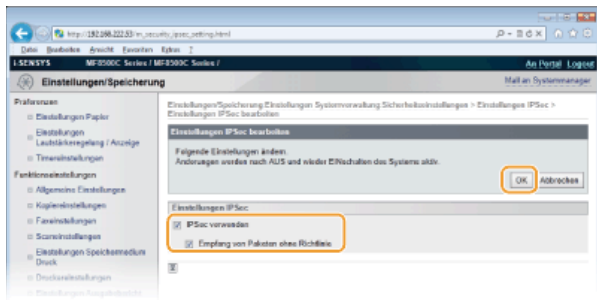 http://192.168.222.33/m_security_ipsec_setting.html
Datei Bearbeiten Ansicht Favoriten Extras ?
i-SENSYS MF8500C Series / MF8500C Series /
An Portal Logout
Einstellungen/Speicherung
Mail an Systemmanager
Präferenzen
Einstellungen Papier
Einstellungen
Lautstärkeregelung / Anzeige
Timereinstellungen
Funktionseinstellungen
Allgemeine Einstellungen
Kopiereinstellungen
Faxeinstellungen
Scaneinstellungen
Einstellungen Speichermedium
Druck
Druckereinstellungen
Einstellungen/Speicherung:Einstellungen Systemverwaltung:Sicherheitseinstellungen > Einstellungen IPSec >
Einstellungen IPSec bearbeiten
Einstellungen IPSec bearbeiten
Folgende Einstellungen ändern.
Änderungen werden nach AUS und wieder EINschalten des Systems aktiv.
OK Abbrechen
Einstellungen IPSec
IPSec verwenden
Empfang von Paketen ohne Richtlinie